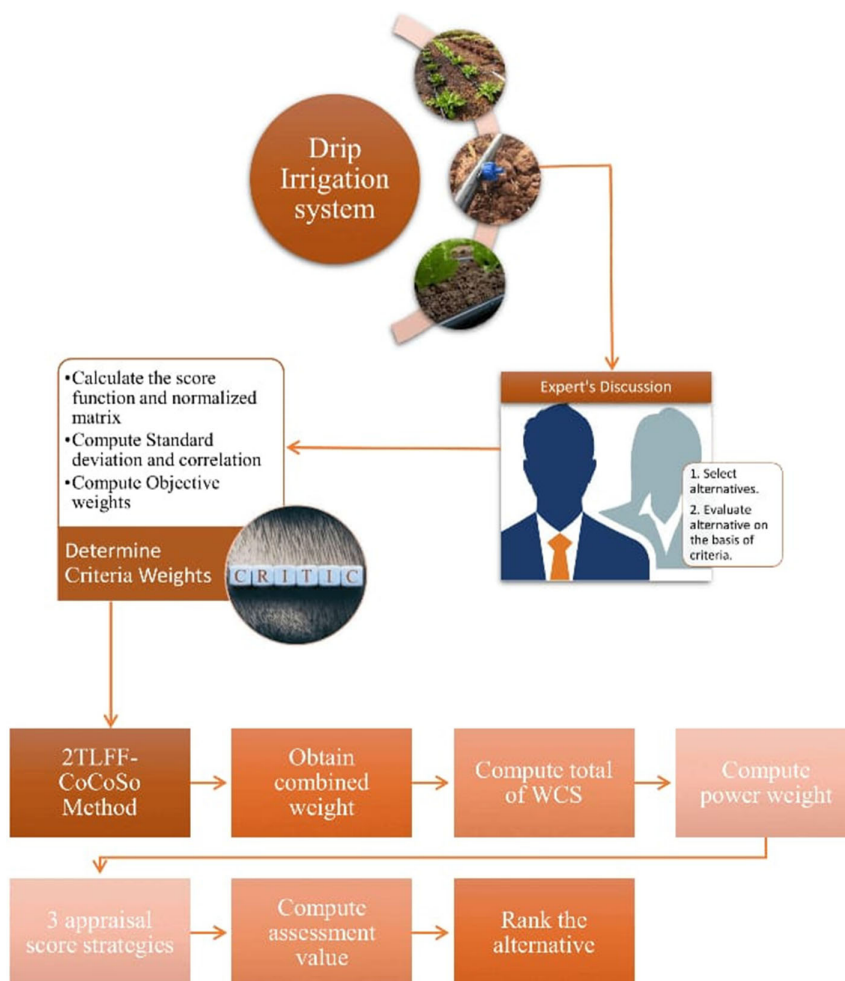 Drip
Irrigation
system
Expert's Discussion
1. Select
alternatives.
2. Evaluate
alternative on
the basis of
criteria.
•Calculate the score
function and normalized
matrix
•Compute Standard
deviation and correlation
•Compute Objective
weights
Determine
Criteria Weights
CRITIC
2TLFF-
CoCoSo
Method
Obtain
combined
weight
Compute total
of WCS
Compute
power weight
3 appraisal
score strategies
Compute
assessment
value
Rank the
alternative